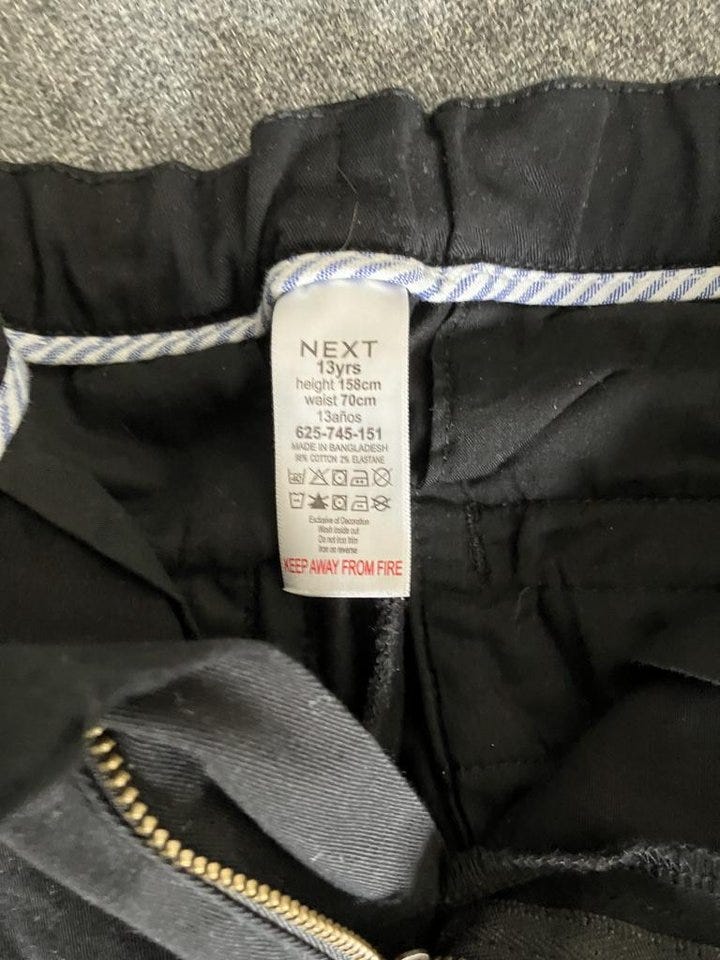 NEXT
13yrs
height 158cm
waist 70cm
13años
625-745-151
MADE IN BANGLADESH
98% COTTON 2% ELASTANE
Exclusive of Decoration
Wash inside out
Do not iron trim
Iron on reverse
KEEP AWAY FROM FIRE